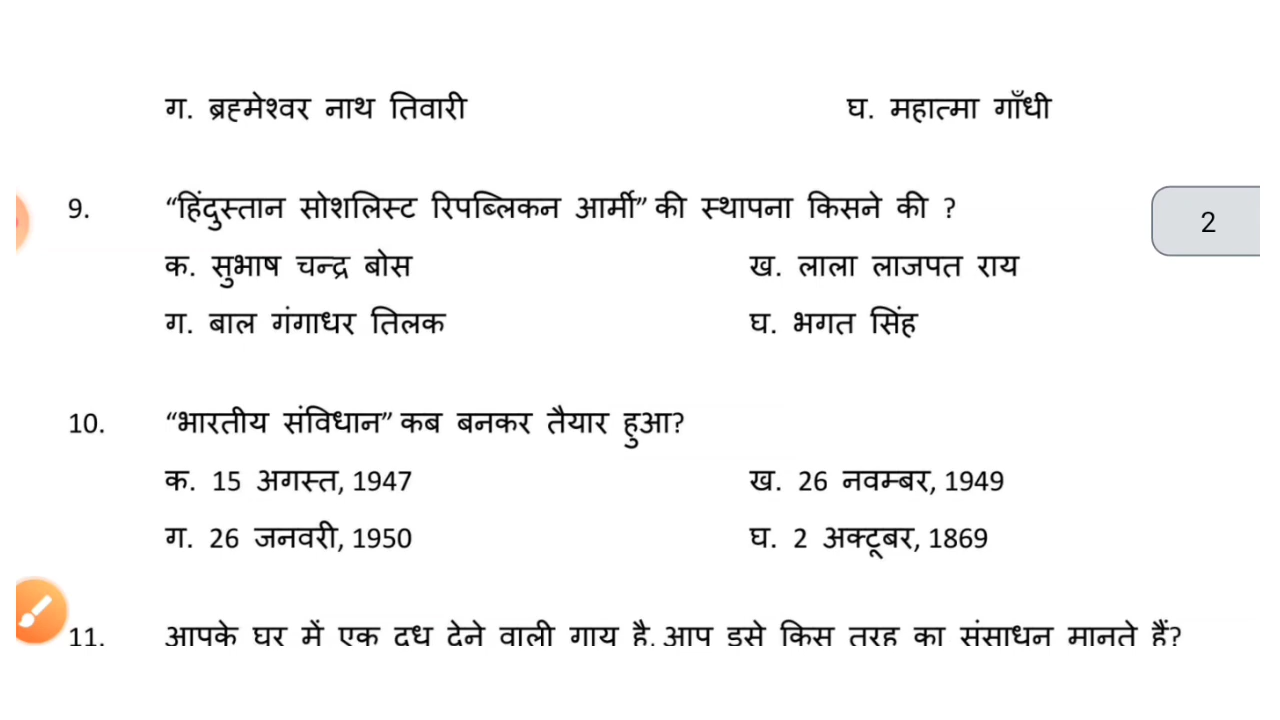 ग. ब्रह्मेश्वर नाथ तिवारी घ. महात्मा गाँधी
9. “हिंदुस्तान सोशलिस्ट रिपब्लिकन आर्मी” की स्थापना किसने की ?
2
क. सुभाष चन्द्र बोस ख. लाला लाजपत राय
ग. बाल गंगाधर तिलक घ. भगत सिंह
10. “भारतीय संविधान” कब बनकर तैयार हुआ?
क. 15 अगस्त, 1947 ख. 26 नवम्बर, 1949
ग. 26 जनवरी, 1950 घ. 2 अक्टूबर, 1869
11. आपके घर में एक दूध देने वाली गाय है. आप इसे किस तरह का संसाधन मानते हैं?